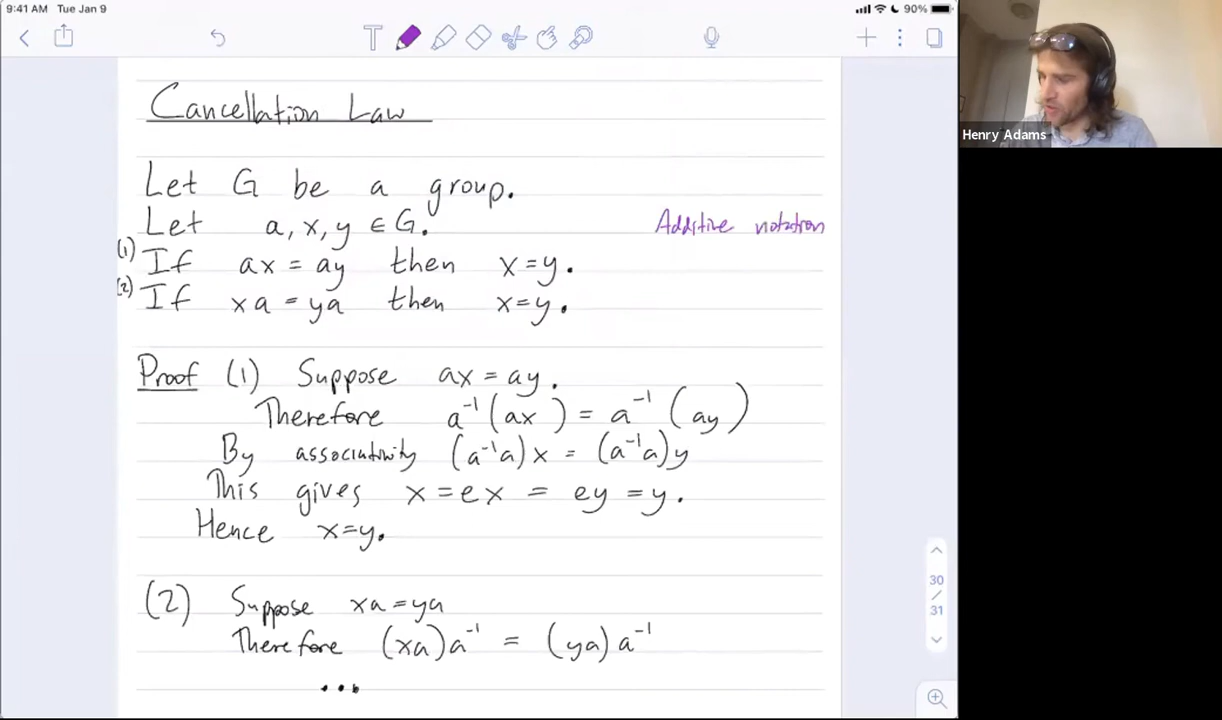 9:41 AM Tue Jan 9
90%
Henry Adams
Cancellation Law
Let G be a group.
Let a, x, y ∈ G.
Additive notation
(1) If ax = ay then x = y.
(2) If xa = ya then x = y.
Proof (1) Suppose ax = ay.
Therefore a⁻¹(ax) = a⁻¹(ay)
By associativity (a⁻¹a)x = (a⁻¹a)y
This gives x = ex = ey = y.
Hence x = y.
(2) Suppose xa = ya
Therefore (xa)a⁻¹ = (ya)a⁻¹
...
30
/
31